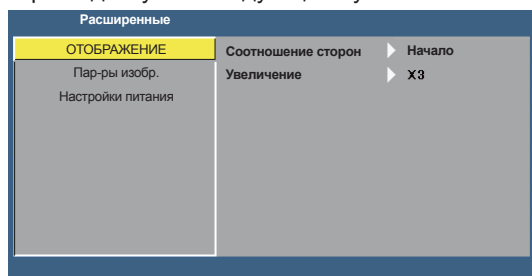 Расширенные
ОТОБРАЖЕНИЕ
Соотношение сторон Начало
Пар-ры изобр.
Увеличение X3
Настройки питания